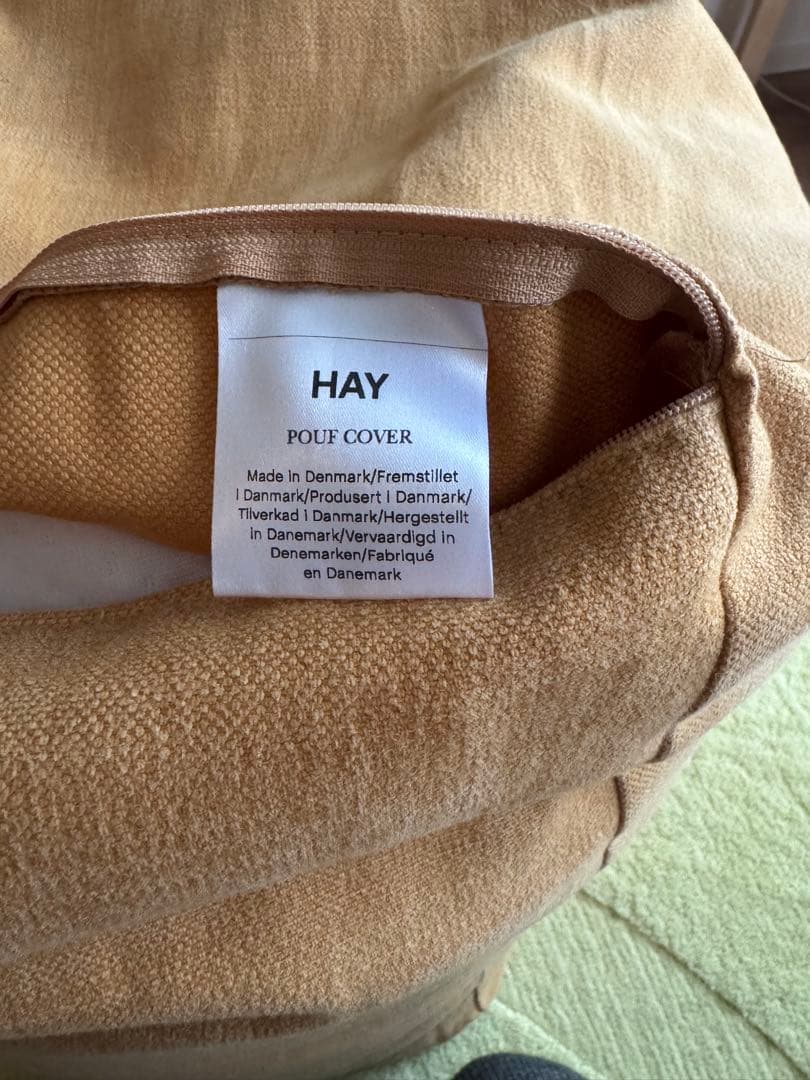 HAY
POUF COVER
Made in Denmark/Fremstillet
i Danmark/Produsert i Danmark/
Tilverkad i Danmark/Hergestellt
in Danemark/Vervaardigd in
Denemarken/Fabriqué
en Danemark